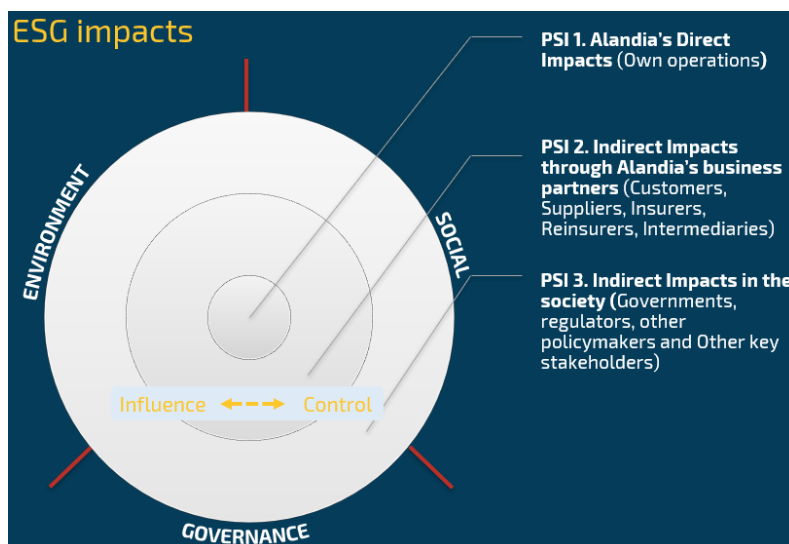 ESG impacts
PSI 1. Alandia's Direct
Impacts (Own operations)
PSI 2. Indirect Impacts
through Alandia's business
partners (Customers,
Suppliers, Insurers,
Reinsurers, Intermediaries)
PSI 3. Indirect Impacts in the
society (Governments,
regulators, other
policymakers and Other key
stakeholders)
ENVIRONMENT
SOCIAL
Influence
Control
GOVERNANCE